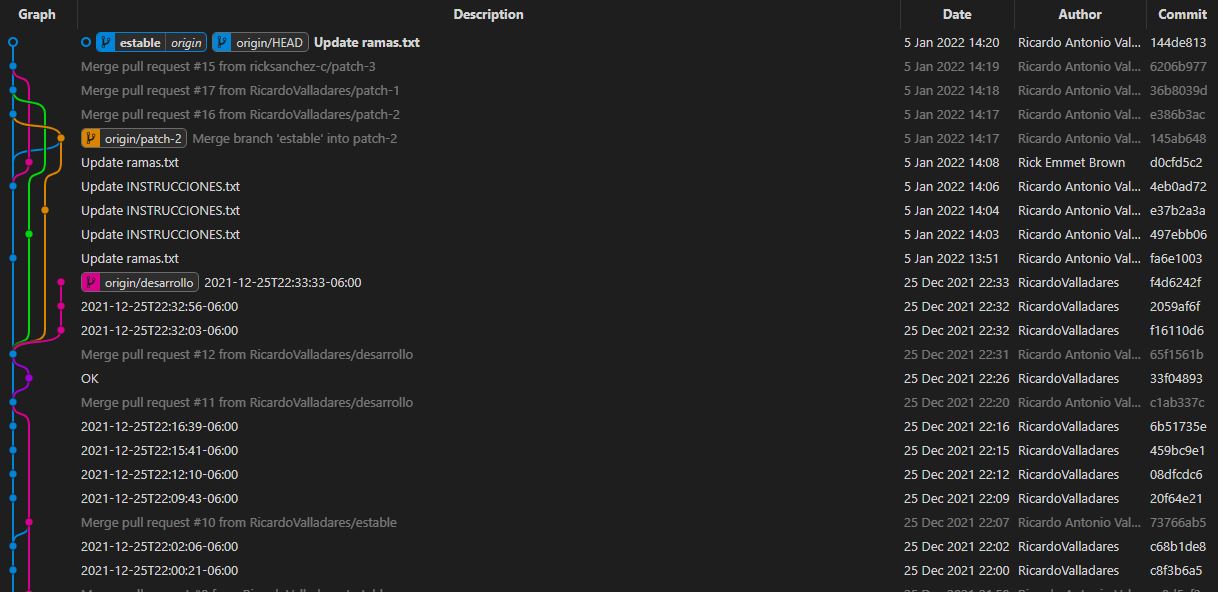 Graph Description Date Author Commit
estable origin origin/HEAD Update ramas.txt 5 Jan 2022 14:20 Ricardo Antonio Val... 144de813
Merge pull request #15 from ricksanchez-c/patch-3 5 Jan 2022 14:19 Ricardo Antonio Val... 6206b977
Merge pull request #17 from RicardoValladares/patch-1 5 Jan 2022 14:18 Ricardo Antonio Val... 36b8039d
Merge pull request #16 from RicardoValladares/patch-2 5 Jan 2022 14:17 Ricardo Antonio Val... e386b3ac
origin/patch-2 Merge branch 'estable' into patch-2 5 Jan 2022 14:17 Ricardo Antonio Val... 145ab648
Update ramas.txt 5 Jan 2022 14:08 Rick Emmet Brown d0cfd5c2
Update INSTRUCCIONES.txt 5 Jan 2022 14:06 Ricardo Antonio Val... 4eb0ad72
Update INSTRUCCIONES.txt 5 Jan 2022 14:04 Ricardo Antonio Val... e37b2a3a
Update INSTRUCCIONES.txt 5 Jan 2022 14:03 Ricardo Antonio Val... 497ebb06
Update ramas.txt 5 Jan 2022 13:51 Ricardo Antonio Val... fa6e1003
origin/desarrollo 2021-12-25T22:33:33-06:00 25 Dec 2021 22:33 RicardoValladares f4d6242f
2021-12-25T22:32:56-06:00 25 Dec 2021 22:32 RicardoValladares 2059af6f
2021-12-25T22:32:03-06:00 25 Dec 2021 22:32 RicardoValladares f16110d6
Merge pull request #12 from RicardoValladares/desarrollo 25 Dec 2021 22:31 Ricardo Antonio Val... 65f1561b
OK 25 Dec 2021 22:26 RicardoValladares 33f04893
Merge pull request #11 from RicardoValladares/desarrollo 25 Dec 2021 22:20 Ricardo Antonio Val... c1ab337c
2021-12-25T22:16:39-06:00 25 Dec 2021 22:16 RicardoValladares 6b51735e
2021-12-25T22:15:41-06:00 25 Dec 2021 22:15 RicardoValladares 459bc9e1
2021-12-25T22:12:10-06:00 25 Dec 2021 22:12 RicardoValladares 08dfcdc6
2021-12-25T22:09:43-06:00 25 Dec 2021 22:09 RicardoValladares 20f64e21
Merge pull request #10 from RicardoValladares/estable 25 Dec 2021 22:07 Ricardo Antonio Val... 73766ab5
2021-12-25T22:02:06-06:00 25 Dec 2021 22:02 RicardoValladares c68b1de8
2021-12-25T22:00:21-06:00 25 Dec 2021 22:00 RicardoValladares c8f3b6a5